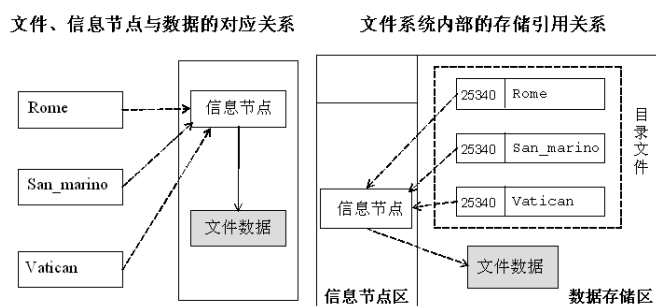 文件、信息节点与数据的对应关系
文件系统内部的存储引用关系
Rome
San_marino
Vatican
信息节点
文件数据
25340 Rome
25340 San_marino
25340 Vatican
目录文件
信息节点
文件数据
信息节点区
数据存储区